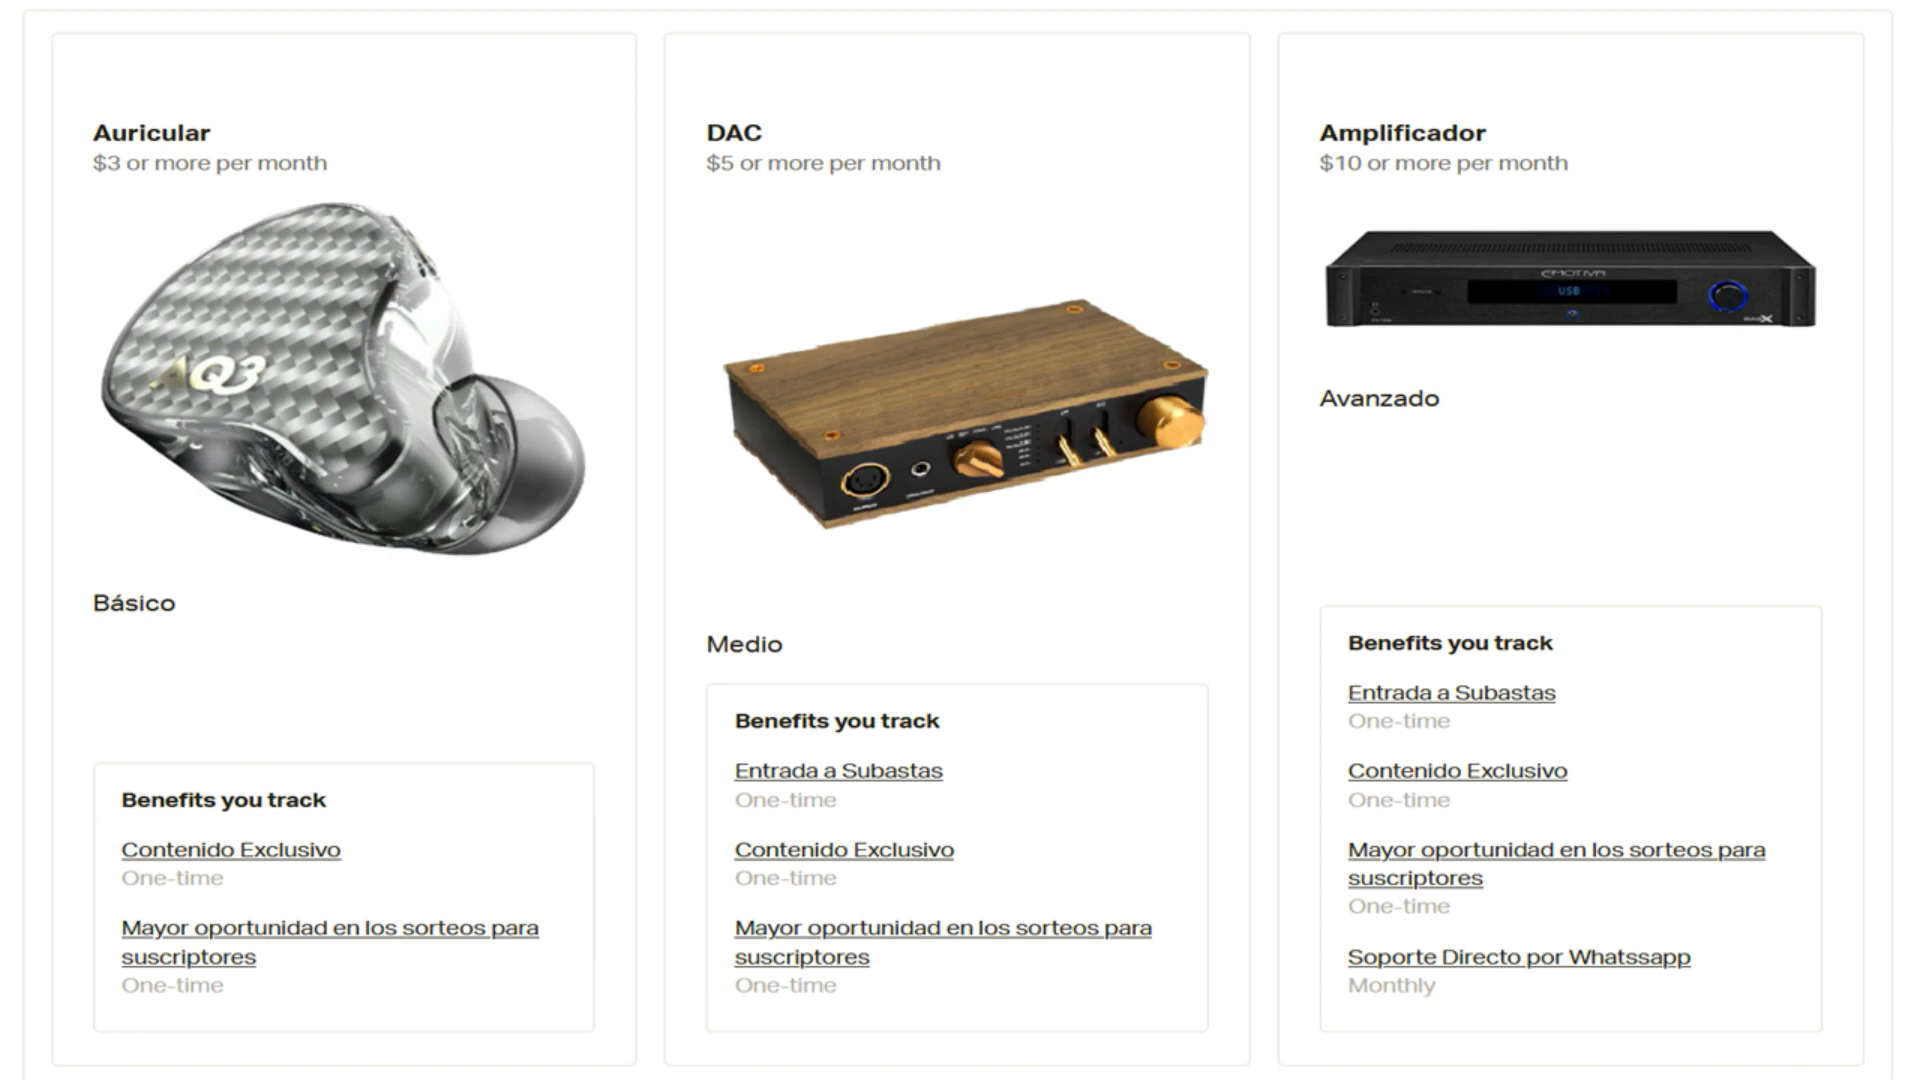 Auricular
$3 or more per month
AQ3
Básico
Benefits you track
Contenido Exclusivo
One-time
Mayor oportunidad en los sorteos para
suscriptores
One-time
DAC
$5 or more per month
Medio
Benefits you track
Entrada a Subastas
One-time
Contenido Exclusivo
One-time
Mayor oportunidad en los sorteos para
suscriptores
One-time
Amplificador
$10 or more per month
EMOTIVA
USB
Avanzado
Benefits you track
Entrada a Subastas
One-time
Contenido Exclusivo
One-time
Mayor oportunidad en los sorteos para
suscriptores
One-time
Soporte Directo por Whatssapp
Monthly